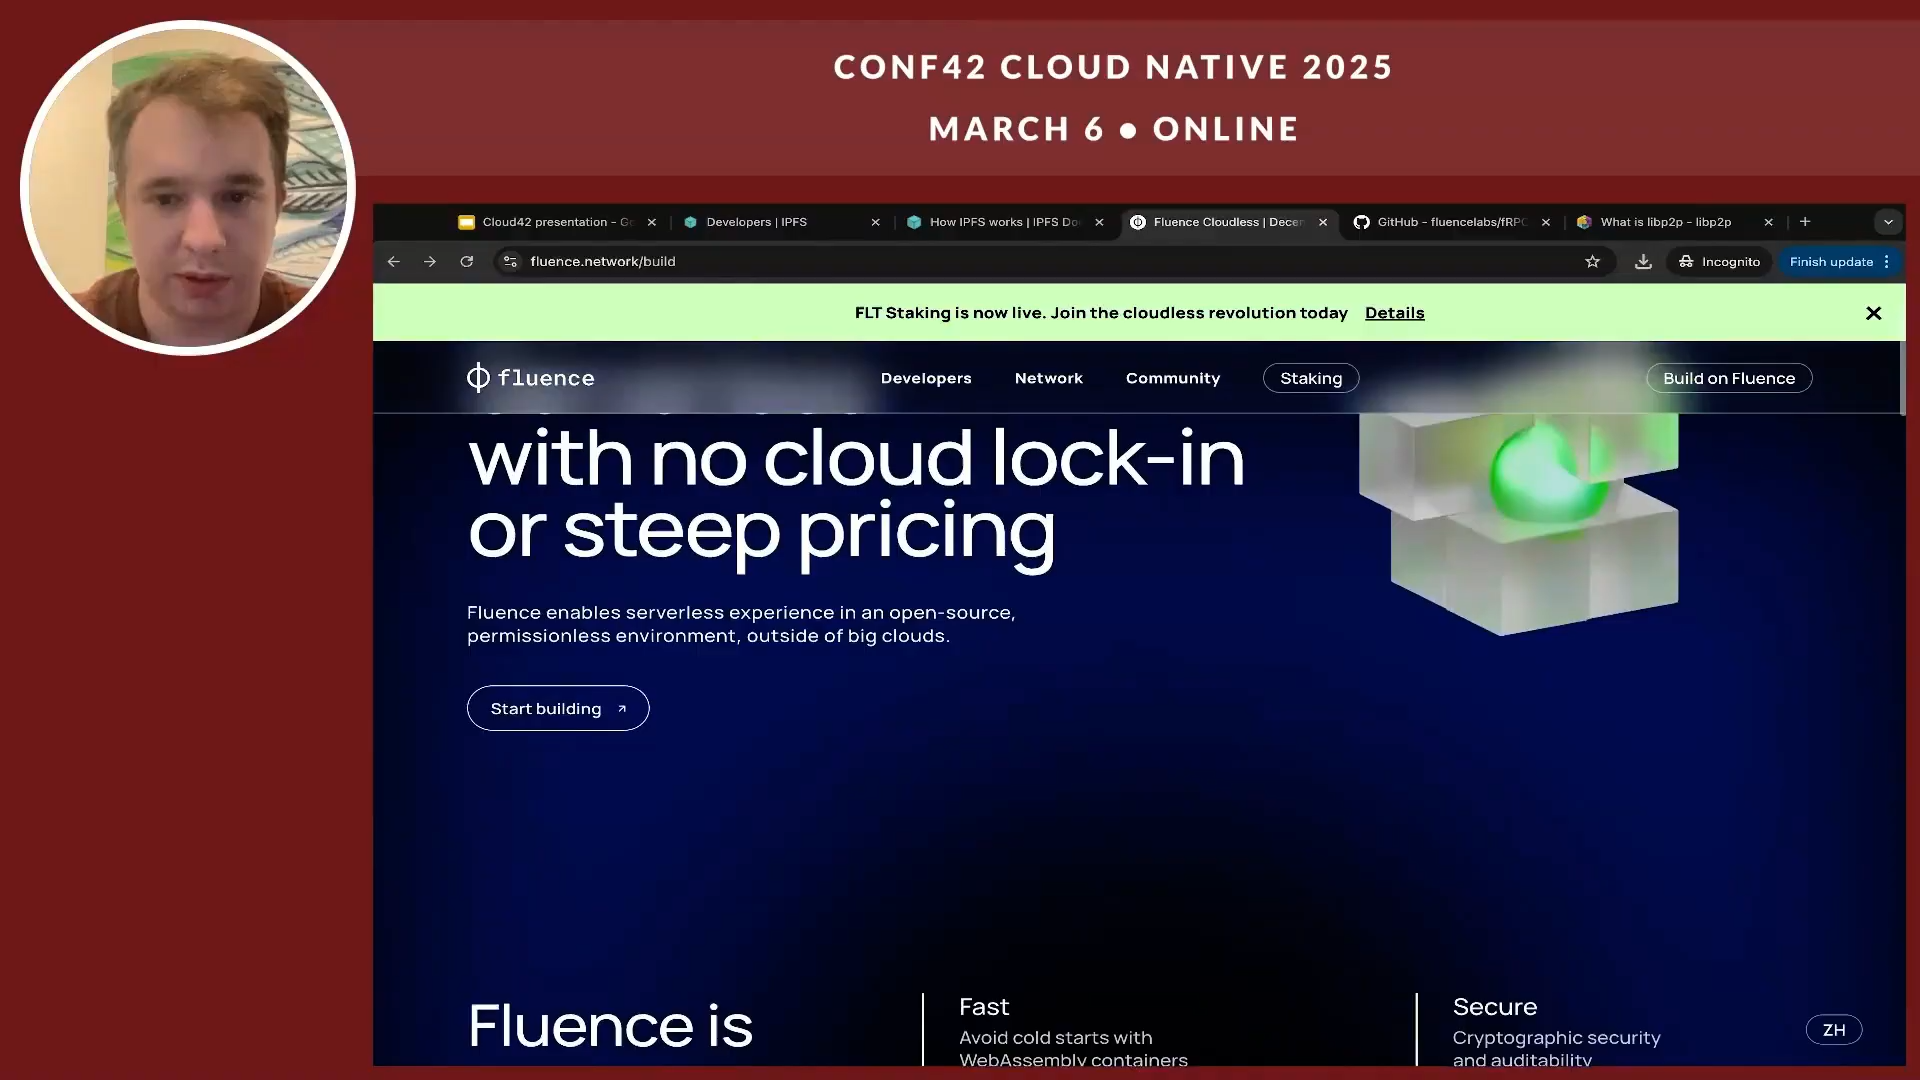 CONF42 CLOUD NATIVE 2025
MARCH 6 ● ONLINE
Cloud42 presentation - Go
Developers | IPFS
How IPFS works | IPFS Do
Fluence Cloudless | Decen
GitHub - fluencelabs/fRPC
What is libp2p - libp2p
fluence.network/build
Incognito
Finish update
FLT Staking is now live. Join the cloudless revolution today Details
fluence
Developers
Network
Community
Staking
Build on Fluence
with no cloud lock-in
or steep pricing
Fluence enables serverless experience in an open-source,
permissionless environment, outside of big clouds.
Start building
Fluence is
Fast
Avoid cold starts with
WebAssembly containers
Secure
Cryptographic security
and auditability
ZH